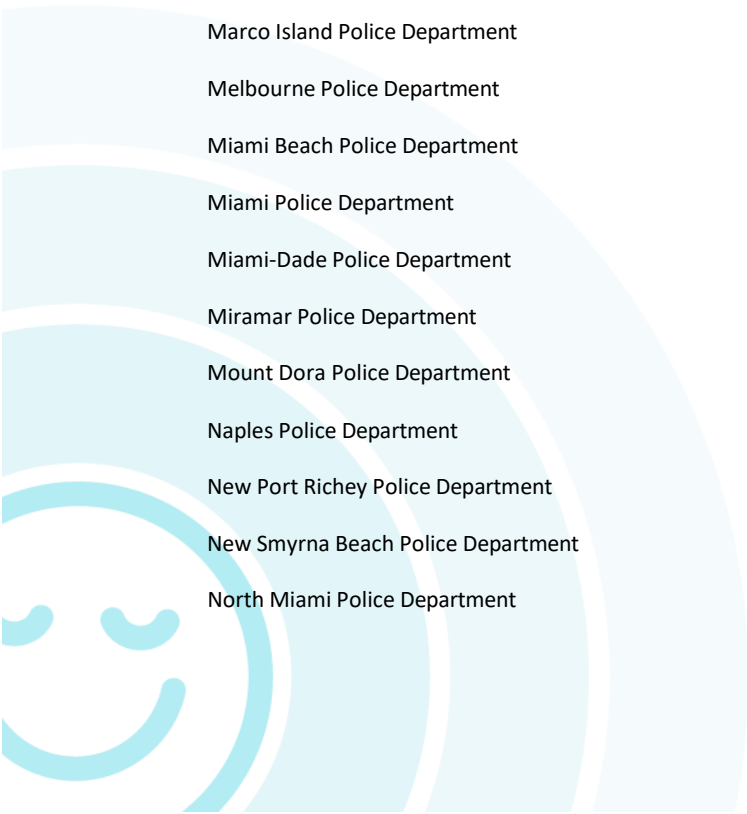 Marco Island Police Department
Melbourne Police Department
Miami Beach Police Department
Miami Police Department
Miami-Dade Police Department
Miramar Police Department
Mount Dora Police Department
Naples Police Department
New Port Richey Police Department
New Smyrna Beach Police Department
North Miami Police Department